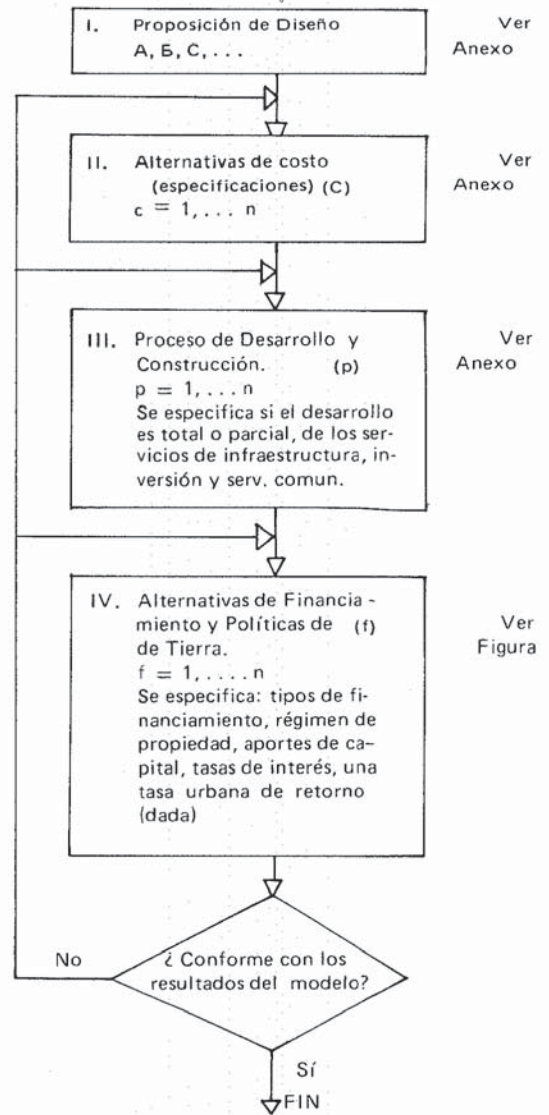 I. Proposición de Diseño
A, B, C, . . .
Ver
Anexo
II. Alternativas de costo
(especificaciones) (C)
c = 1, . . . n
Ver
Anexo
III. Proceso de Desarrollo y
Construcción. (p)
p = 1, . . . n
Se especifica si el desarrollo
es total o parcial, de los ser-
vicios de infraestructura, in-
versión y serv. comun.
Ver
Anexo
IV. Alternativas de Financia -
miento y Políticas de (f)
de Tierra.
f = 1, . . . . n
Se especifica: tipos de fi-
nanciamiento, régimen de
propiedad, aportes de ca-
pital, tasas de interés, una
tasa urbana de retorno
(dada)
Ver
Figura
No
¿ Conforme con los
resultados del modelo?
Sí
FIN